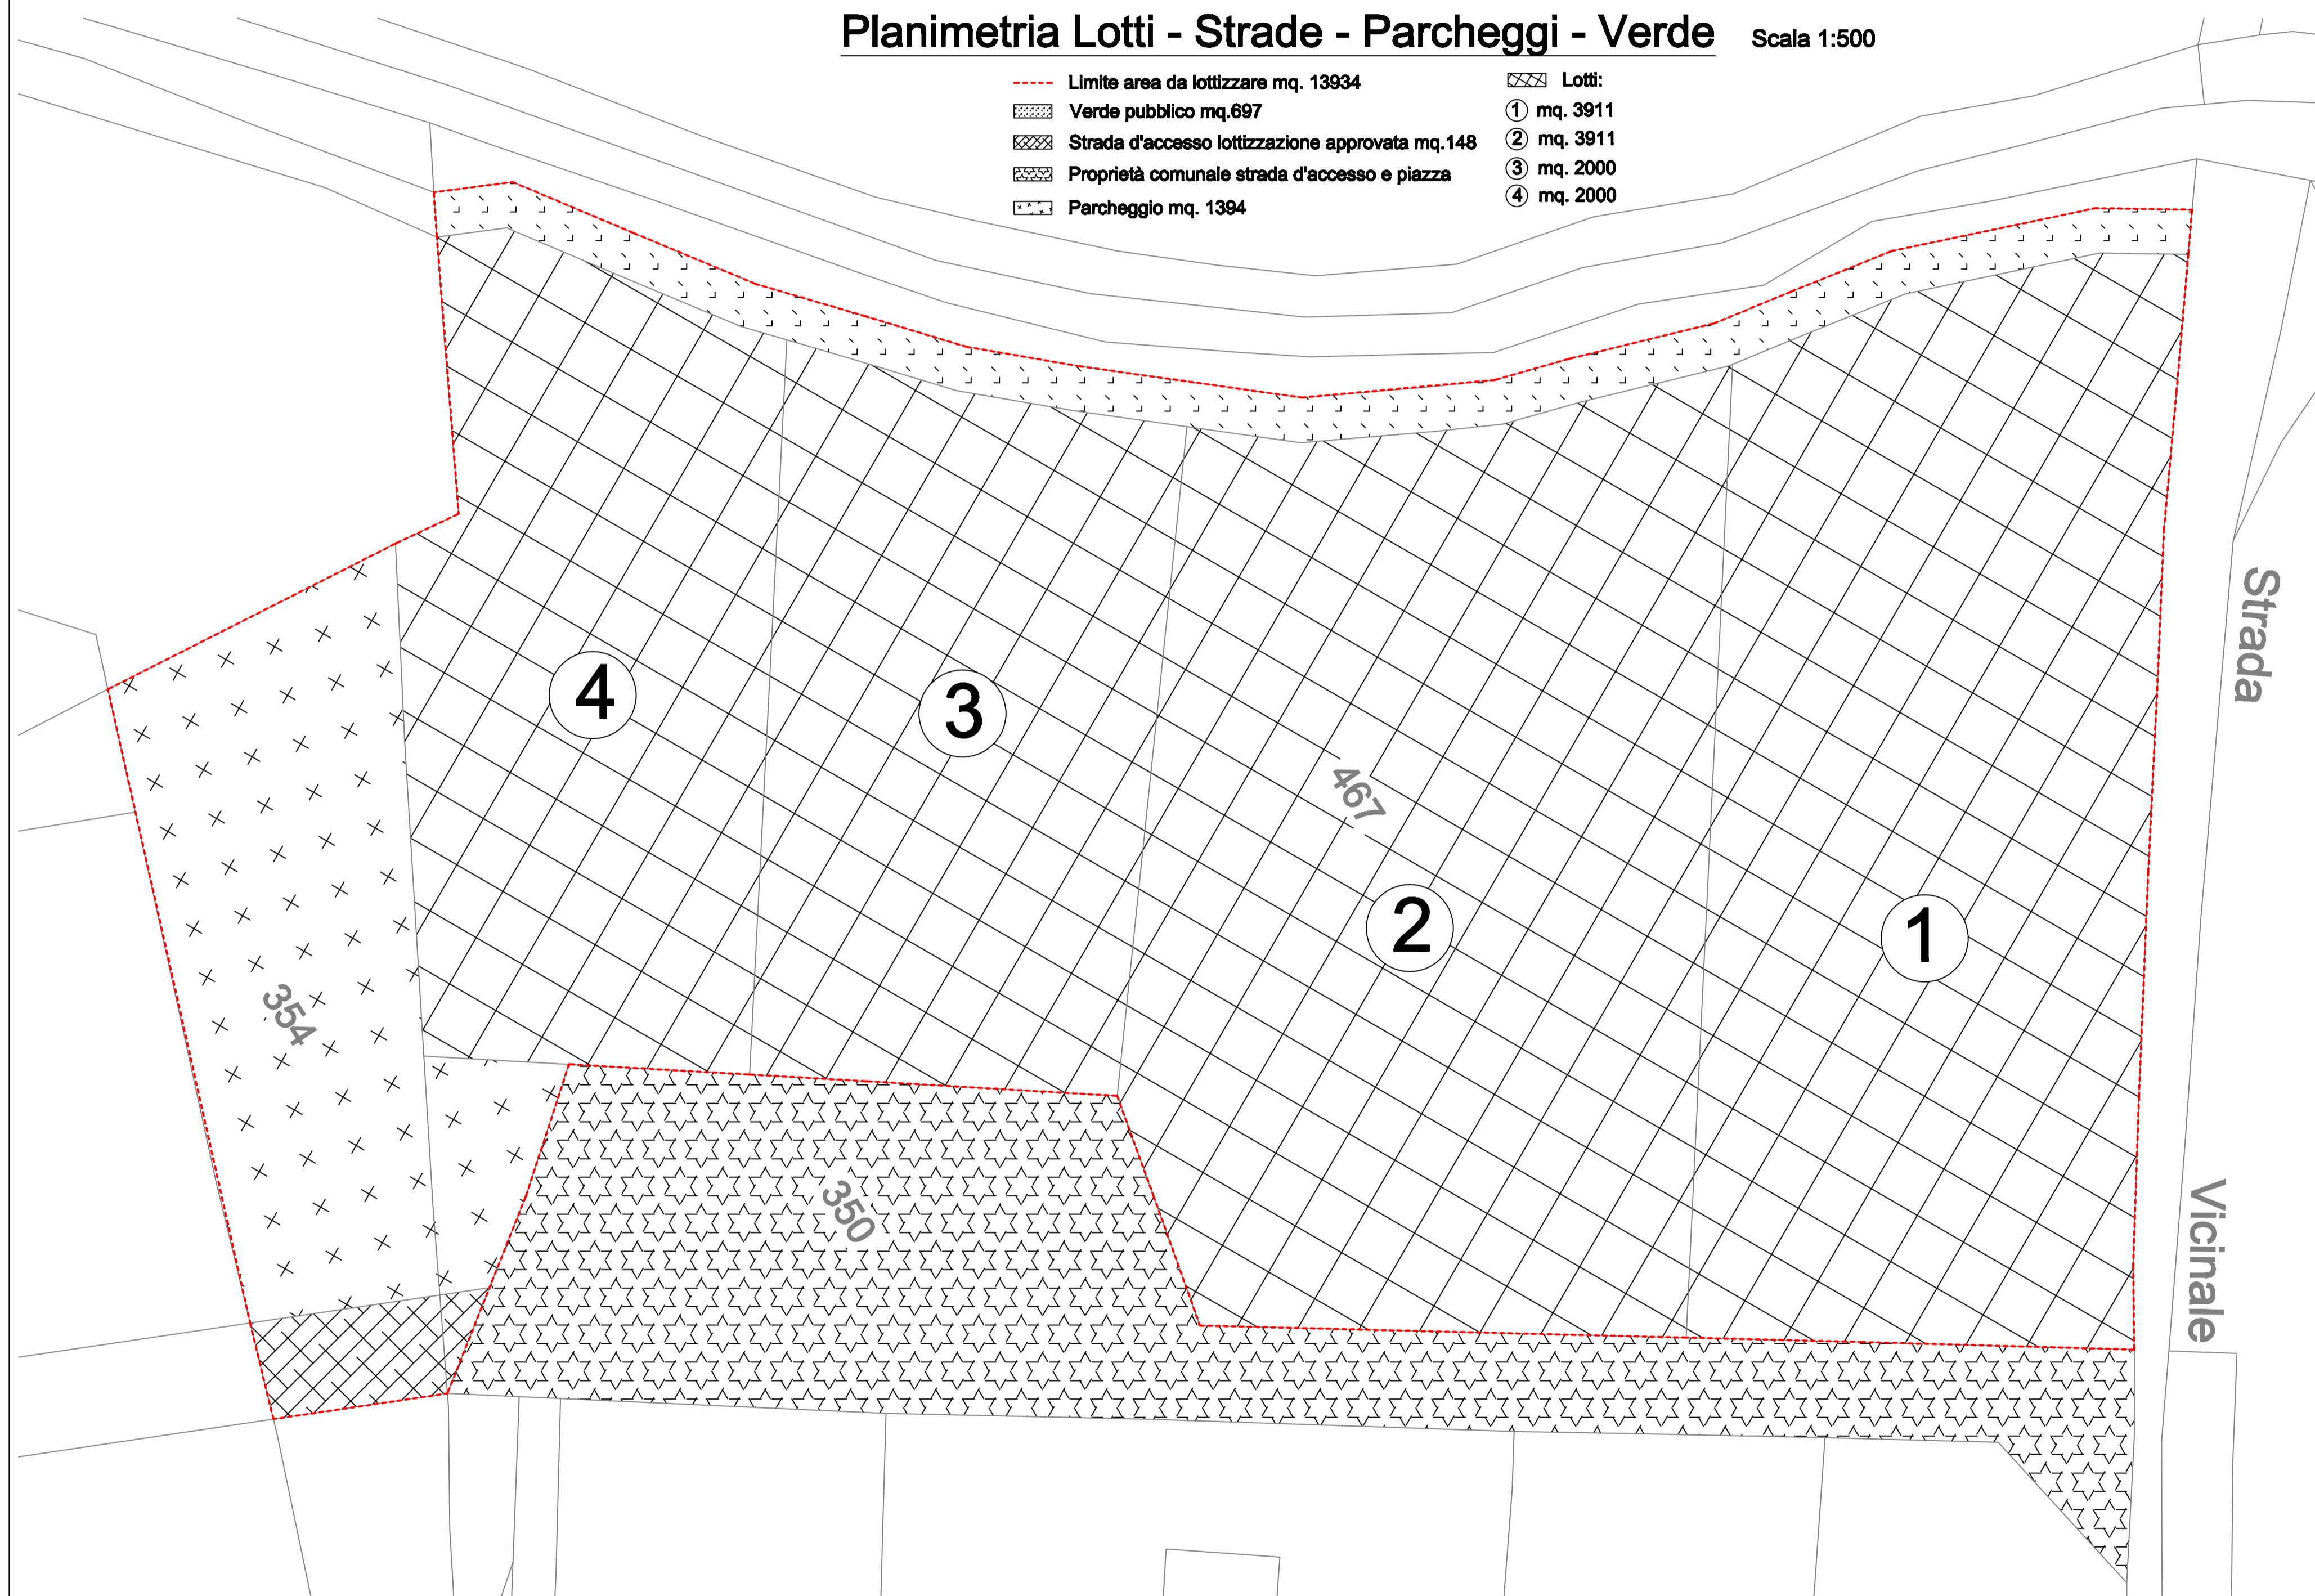 Planimetria Lotti - Strade - Parcheggi - Verde Scala 1:500
Limite area da lottizzare mq. 13934
Verde pubblico mq.697
Strada d'accesso lottizzazione approvata mq.148
Proprietà comunale strada d'accesso e piazza
Parcheggio mq. 1394
Lotti:
1 mq. 3911
2 mq. 3911
3 mq. 2000
4 mq. 2000
4
3
467
2
1
354
350
Strada
Vicinale